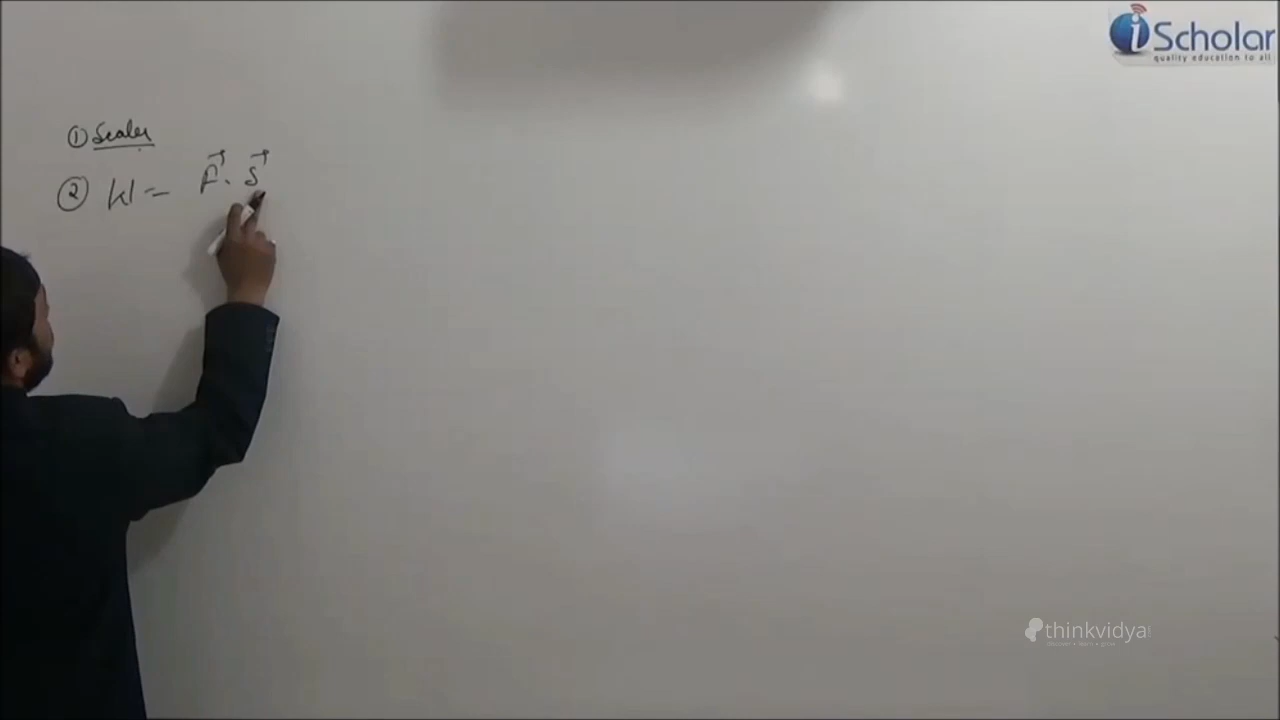 ① Scaler
② W = F⃗ . S⃗
iScholar
quality education to all
thinkvidya